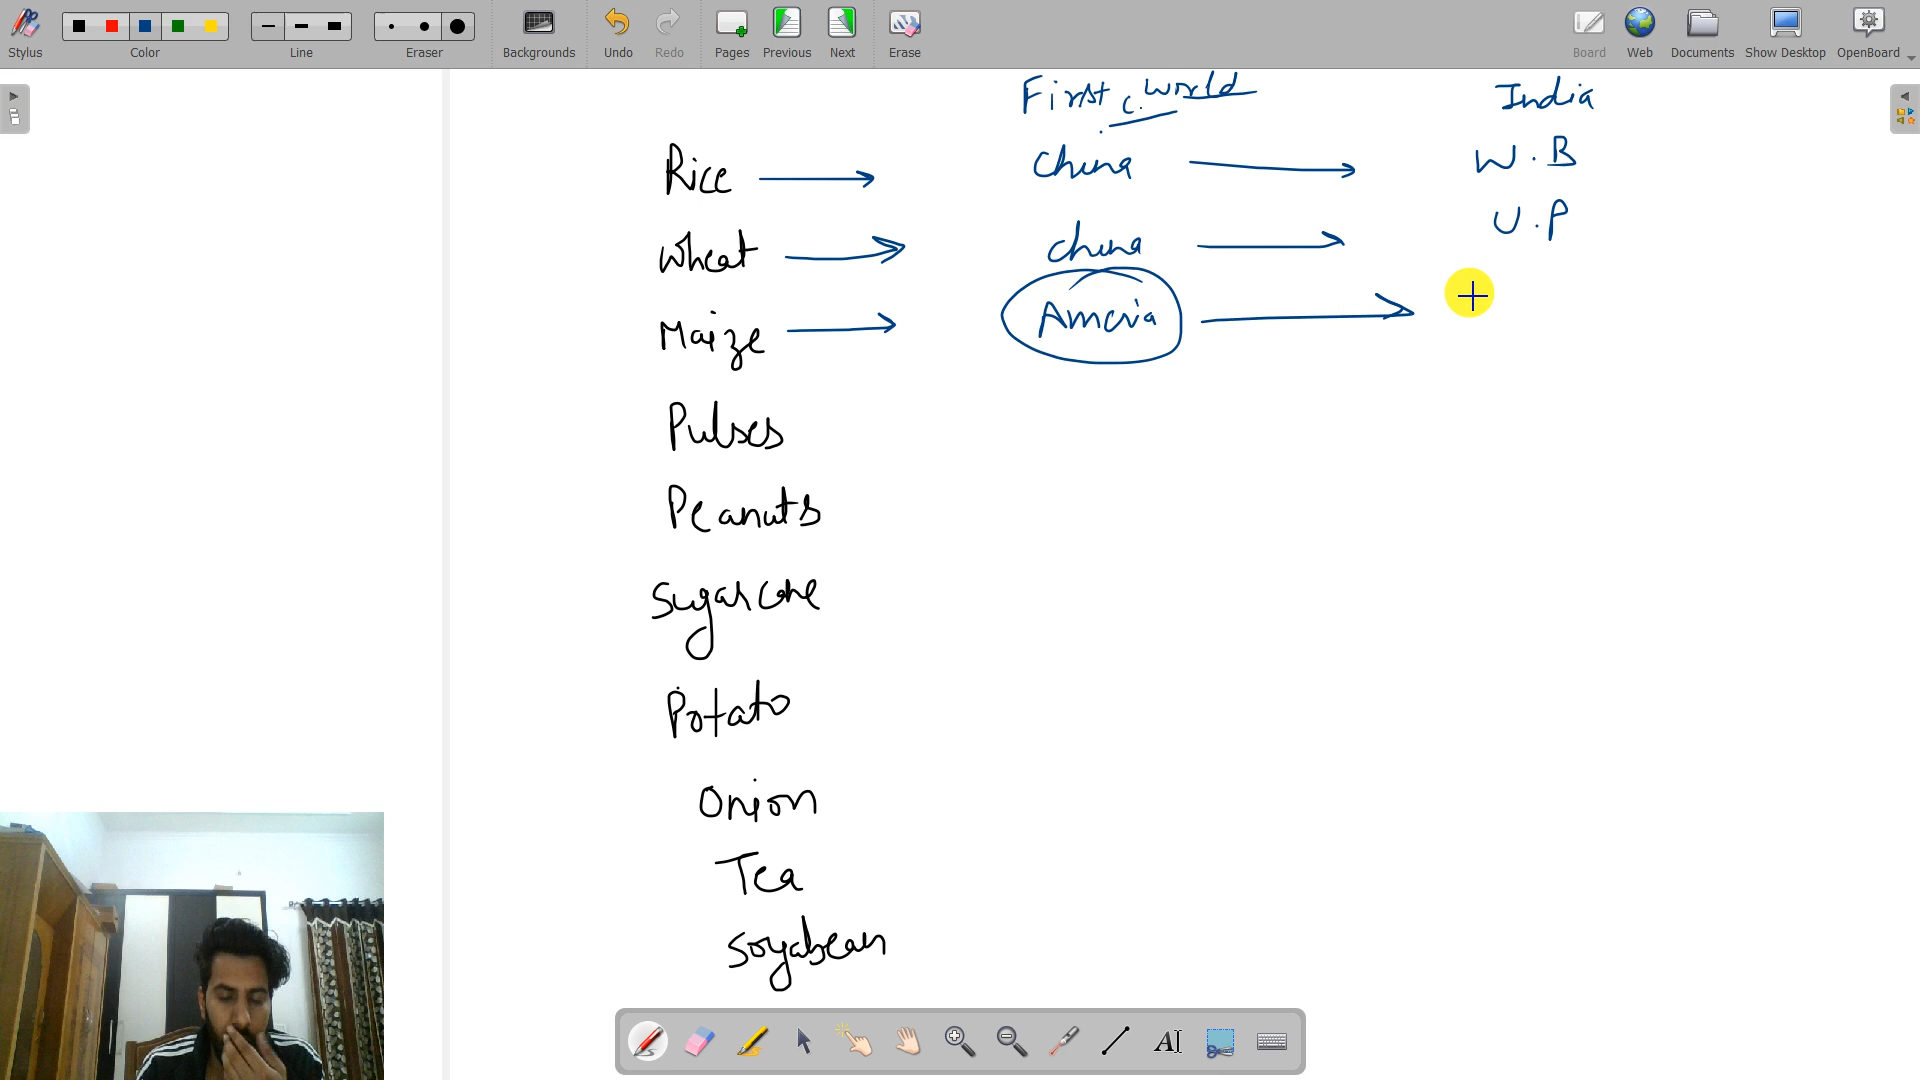 Stylus Color Line Eraser Backgrounds Undo Redo Pages Previous Next Erase Board Web Documents Show Desktop OpenBoard
First c. world India
Rice China W.B
Wheat China U.P
Maize Ameria
Pulses
Peanuts
Sugarcane
Potato
Onion
Tea
Soyabean